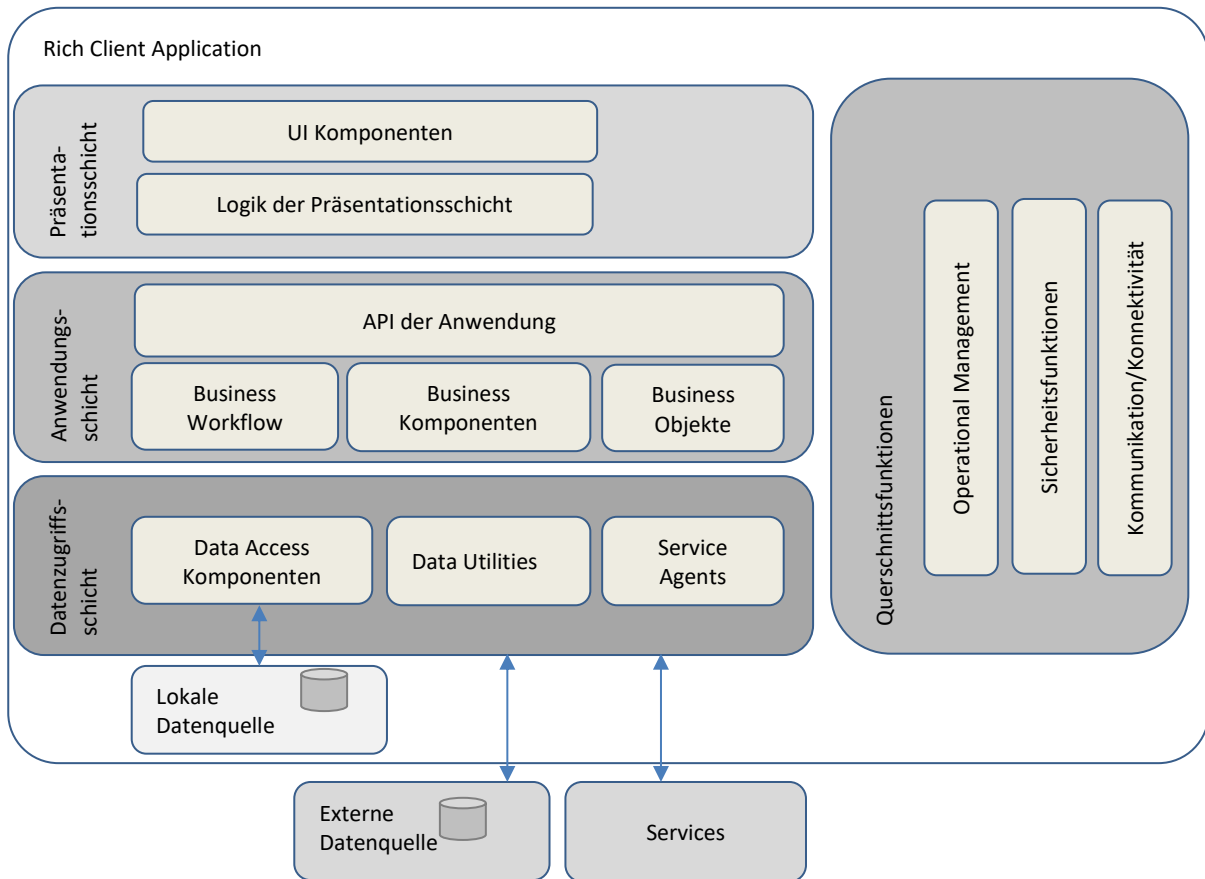 Rich Client Application
Präsenta-
tionsschicht
UI Komponenten
Logik der Präsentationsschicht
Anwendungs-
schicht
API der Anwendung
Business
Workflow
Business
Komponenten
Business
Objekte
Datenzugriffs-
schicht
Data Access
Komponenten
Data Utilities
Service
Agents
Querschnittsfunktionen
Operational Management
Sicherheitsfunktionen
Kommunikation/Konnektivität
Lokale
Datenquelle
Externe
Datenquelle
Services